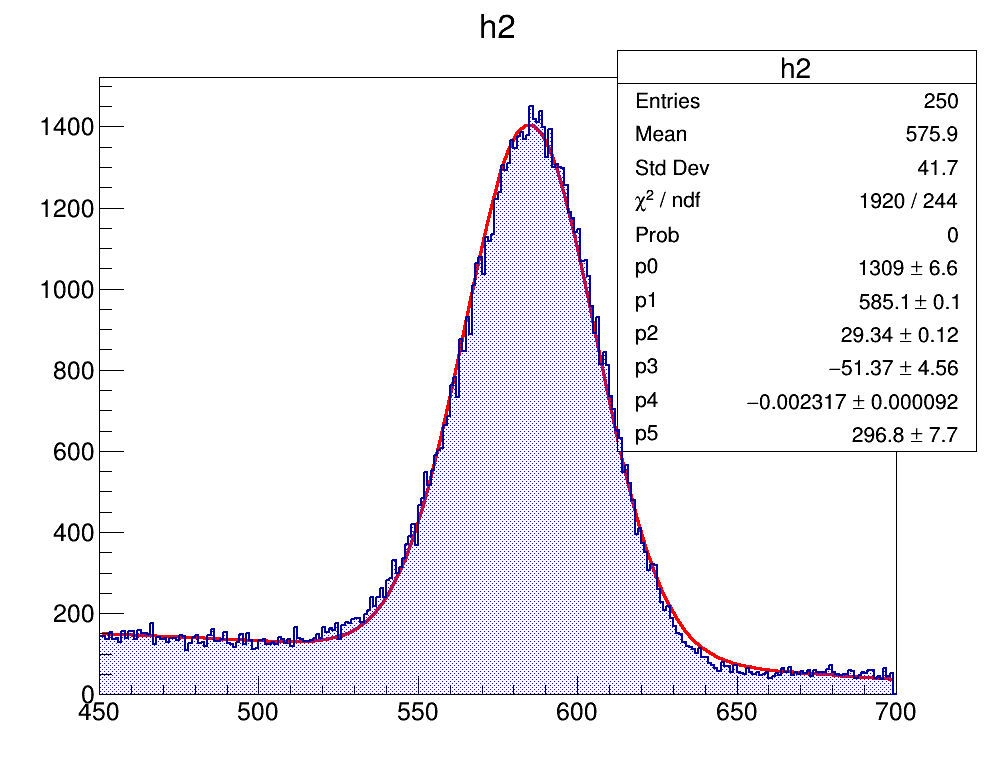 h2
h2
Entries 250
Mean 575.9
Std Dev 41.7
χ² / ndf 1920 / 244
Prob 0
p0 1309 ± 6.6
p1 585.1 ± 0.1
p2 29.34 ± 0.12
p3 −51.37 ± 4.56
p4 −0.002317 ± 0.000092
p5 296.8 ± 7.7
1400
1200
1000
800
600
400
200
0
450 500 550 600 650 700